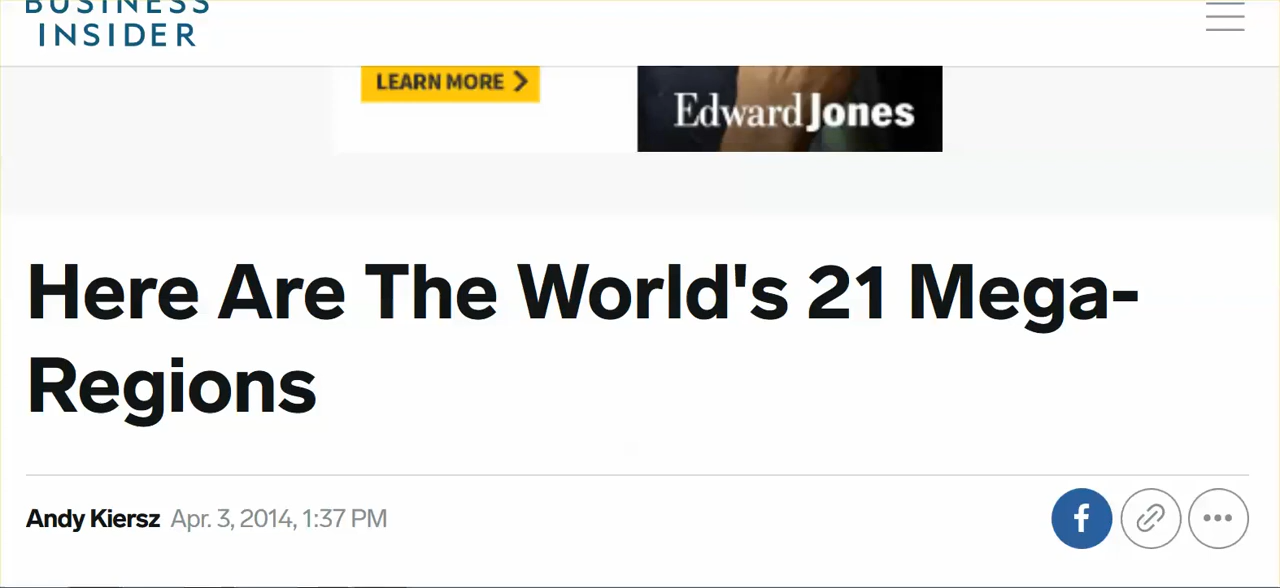 BUSINESS
INSIDER
LEARN MORE
Edward Jones
Here Are The World's 21 Mega-
Regions
Andy Kiersz Apr. 3, 2014, 1:37 PM
f